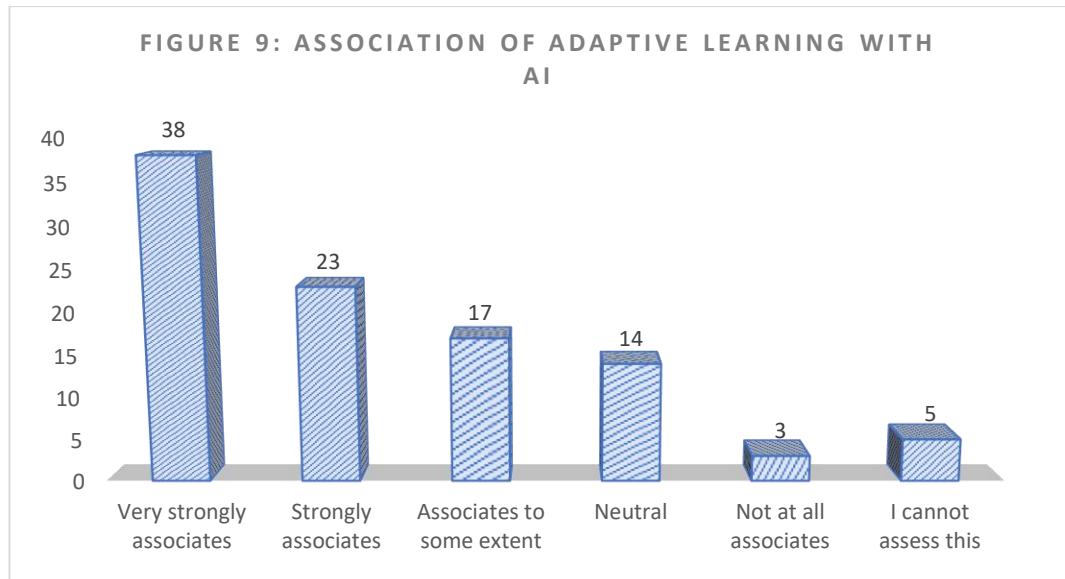 FIGURE 9: ASSOCIATION OF ADAPTIVE LEARNING WITH
AI
40
35
30
25
20
15
10
5
0
38
23
17
14
3
5
Very strongly
associates
Strongly
associates
Associates to
some extent
Neutral
Not at all
associates
I cannot
assess this